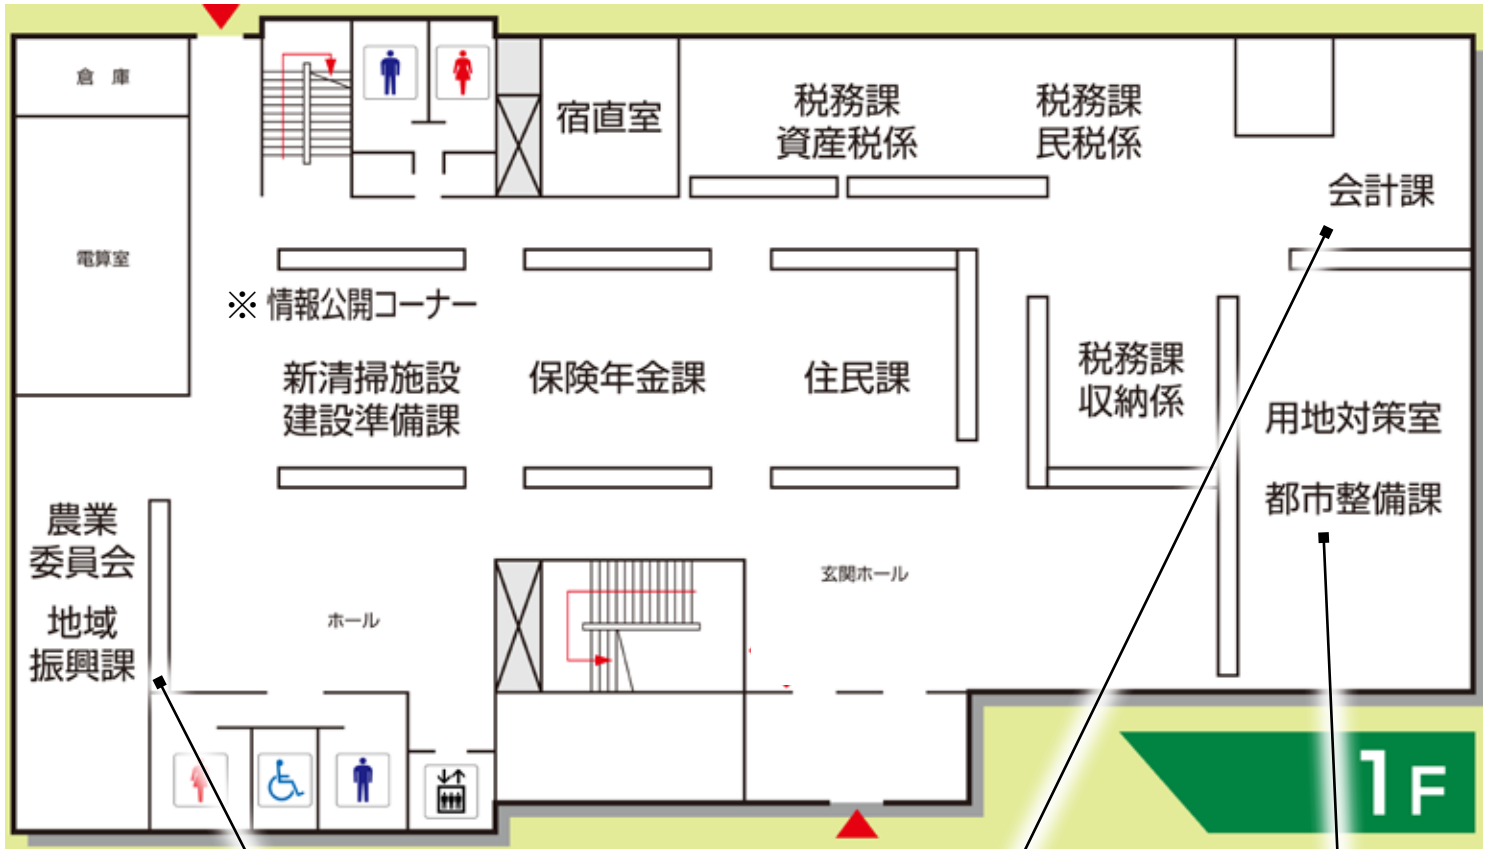 倉 庫
電算室
宿直室
税務課
資産税係
税務課
民税係
会計課
※ 情報公開コーナー
新清掃施設
建設準備課
保険年金課
住民課
税務課
収納係
用地対策室
都市整備課
農業
委員会
地域
振興課
ホール
玄関ホール
1F